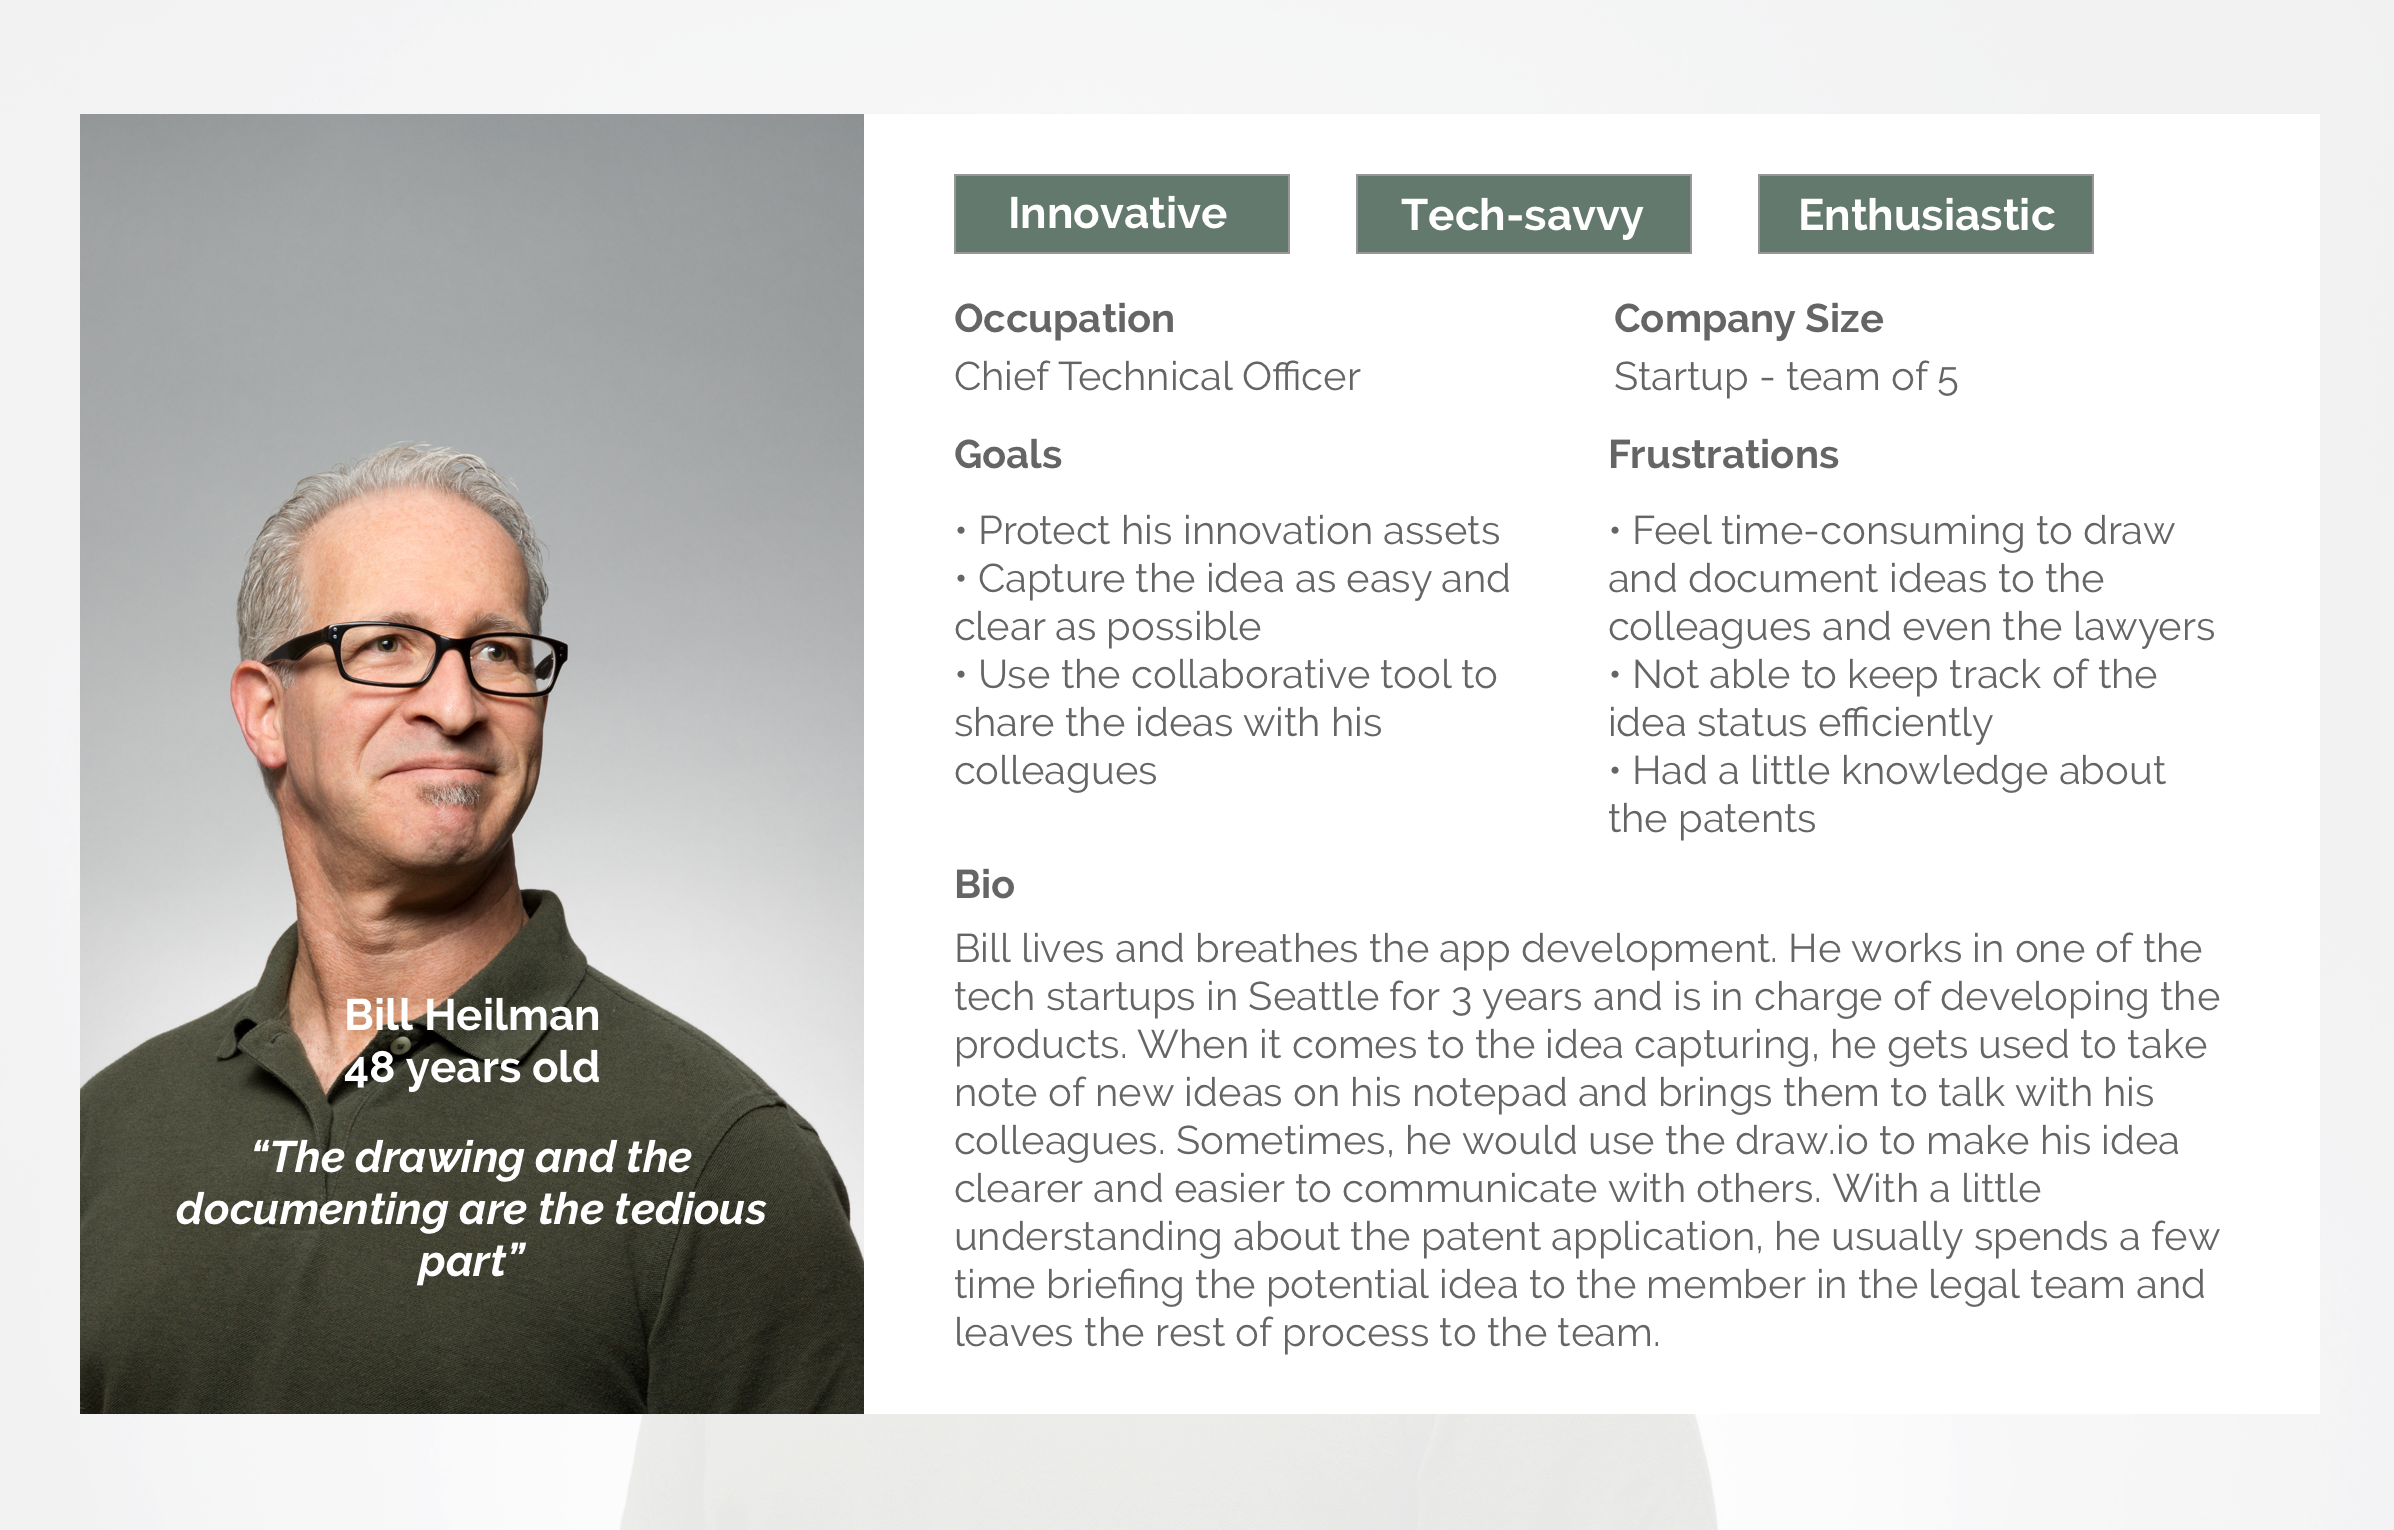 Innovative
Tech-savvy
Enthusiastic
Occupation
Chief Technical Officer
Company Size
Startup - team of 5
Goals
• Protect his innovation assets
• Capture the idea as easy and
clear as possible
• Use the collaborative tool to
share the ideas with his
colleagues
Frustrations
• Feel time-consuming to draw
and document ideas to the
colleagues and even the lawyers
• Not able to keep track of the
idea status efficiently
• Had a little knowledge about
the patents
Bio
Bill lives and breathes the app development. He works in one of the
tech startups in Seattle for 3 years and is in charge of developing the
products. When it comes to the idea capturing, he gets used to take
note of new ideas on his notepad and brings them to talk with his
colleagues. Sometimes, he would use the draw.io to make his idea
clearer and easier to communicate with others. With a little
understanding about the patent application, he usually spends a few
time briefing the potential idea to the member in the legal team and
leaves the rest of process to the team.
Bill Heilman
48 years old
“The drawing and the
documenting are the tedious
part”